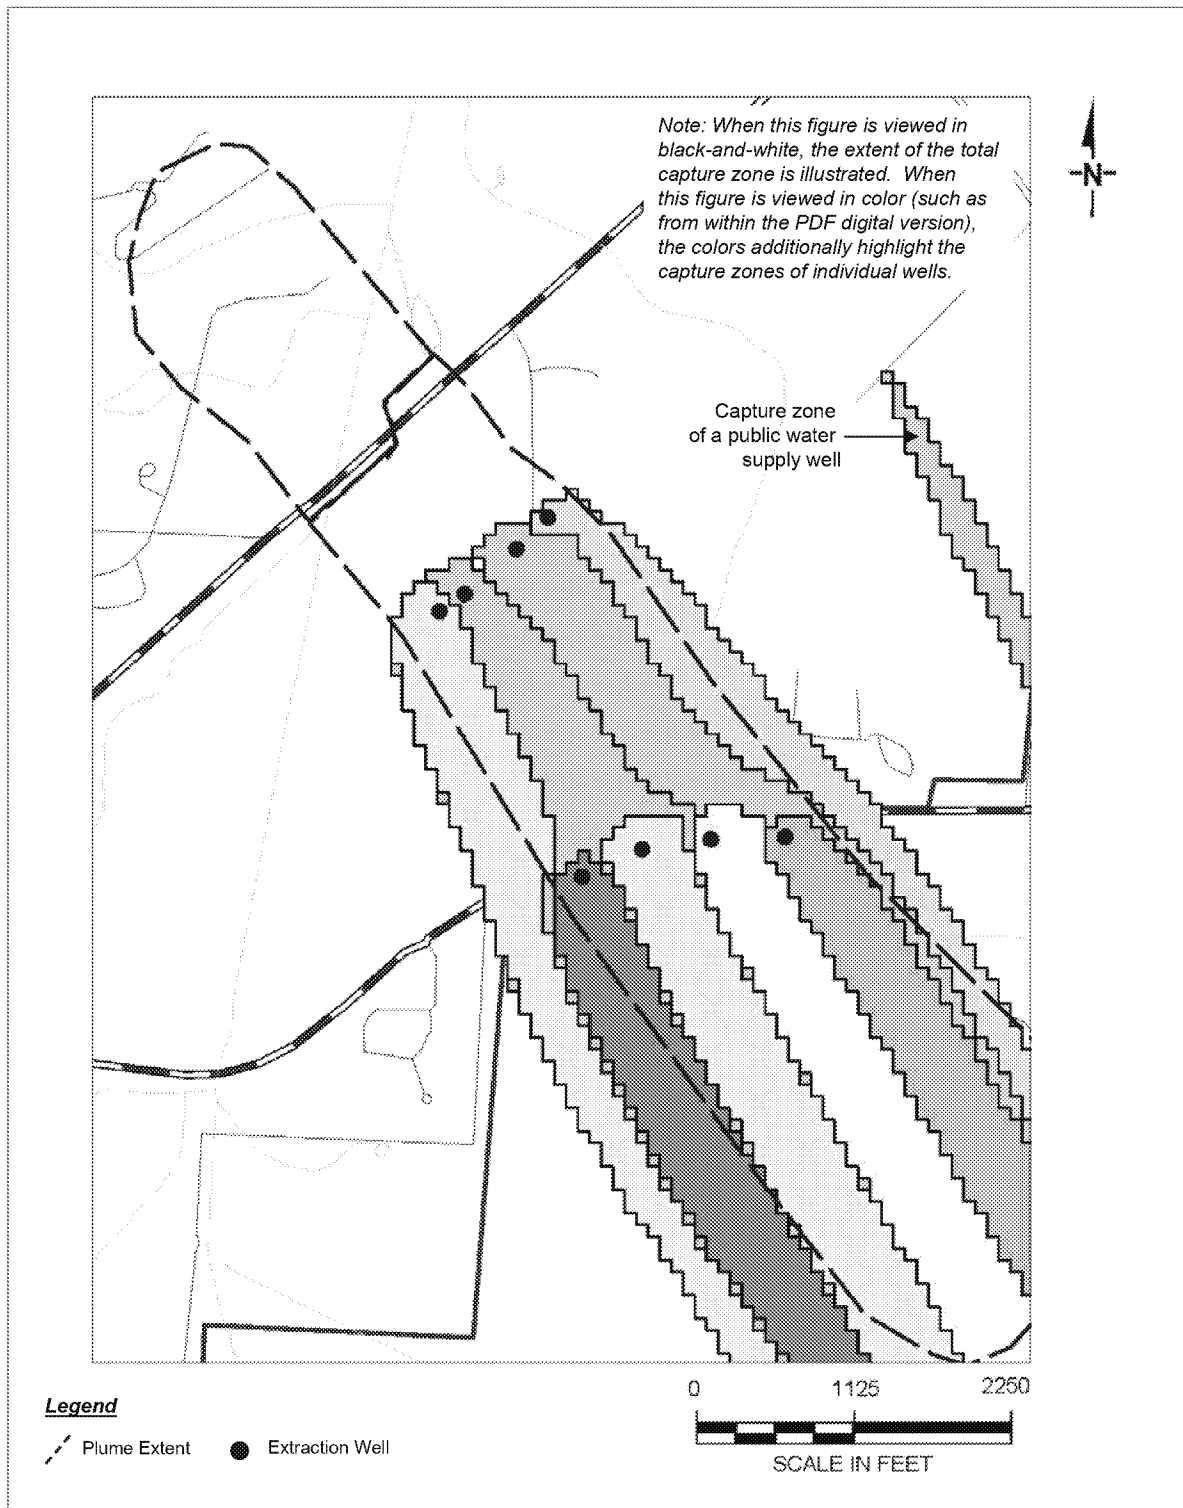 Note: When this figure is viewed in
black-and-white, the extent of the total
capture zone is illustrated. When
this figure is viewed in color (such as
from within the PDF digital version),
the colors additionally highlight the
capture zones of individual wells.
N
Capture zone
of a public water
supply well
0 1125 2250
SCALE IN FEET
Legend
Plume Extent
Extraction Well